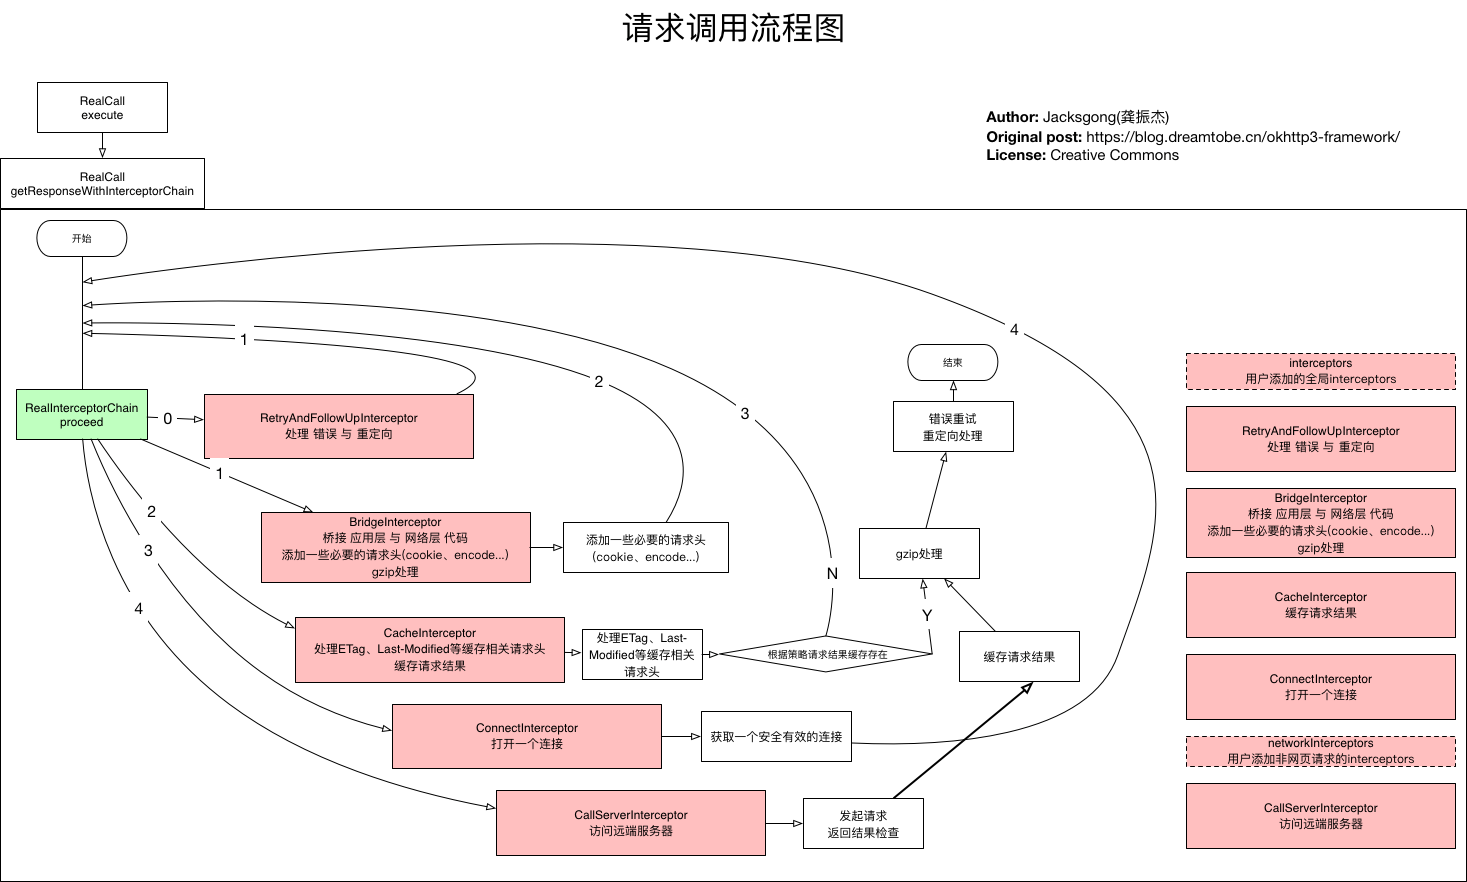 请求调用流程图
RealCall
execute
Author: Jacksgong(龚振杰)
Original post: https://blog.dreamtobe.cn/okhttp3-framework/
License: Creative Commons
RealCall
getResponseWithInterceptorChain
开始
4
1
结束
interceptors
用户添加的全局interceptors
2
RealInterceptorChain
proceed
0
RetryAndFollowUpInterceptor
处理 错误 与 重定向
3
错误重试
重定向处理
RetryAndFollowUpInterceptor
处理 错误 与 重定向
1
2
3
4
BridgeInterceptor
桥接 应用层 与 网络层 代码
添加一些必要的请求头(cookie、encode...)
gzip处理
添加一些必要的请求头
(cookie、encode...)
gzip处理
N
Y
BridgeInterceptor
桥接 应用层 与 网络层 代码
添加一些必要的请求头(cookie、encode...)
gzip处理
CacheInterceptor
处理ETag、Last-Modified等缓存相关请求头
缓存请求结果
处理ETag、Last-
Modified等缓存相关
请求头
根据策略请求结果缓存存在
缓存请求结果
CacheInterceptor
缓存请求结果
ConnectInterceptor
打开一个连接
获取一个安全有效的连接
ConnectInterceptor
打开一个连接
networkInterceptors
用户添加非网页请求的interceptors
CallServerInterceptor
访问远端服务器
发起请求
返回结果检查
CallServerInterceptor
访问远端服务器